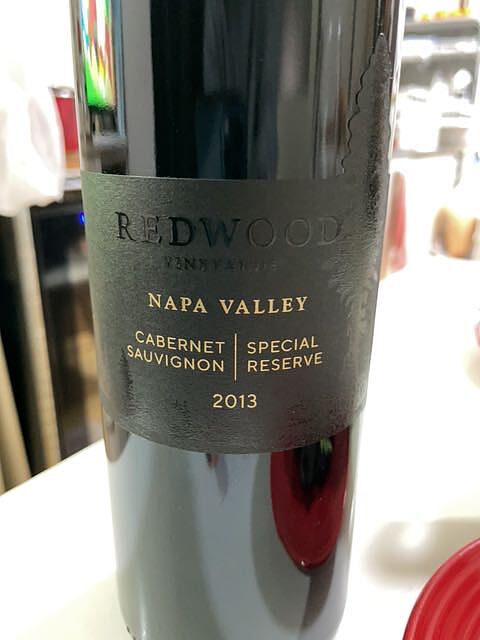 REDWOOD
VINEYARDS
NAPA VALLEY
CABERNET SAUVIGNON | SPECIAL RESERVE
2013